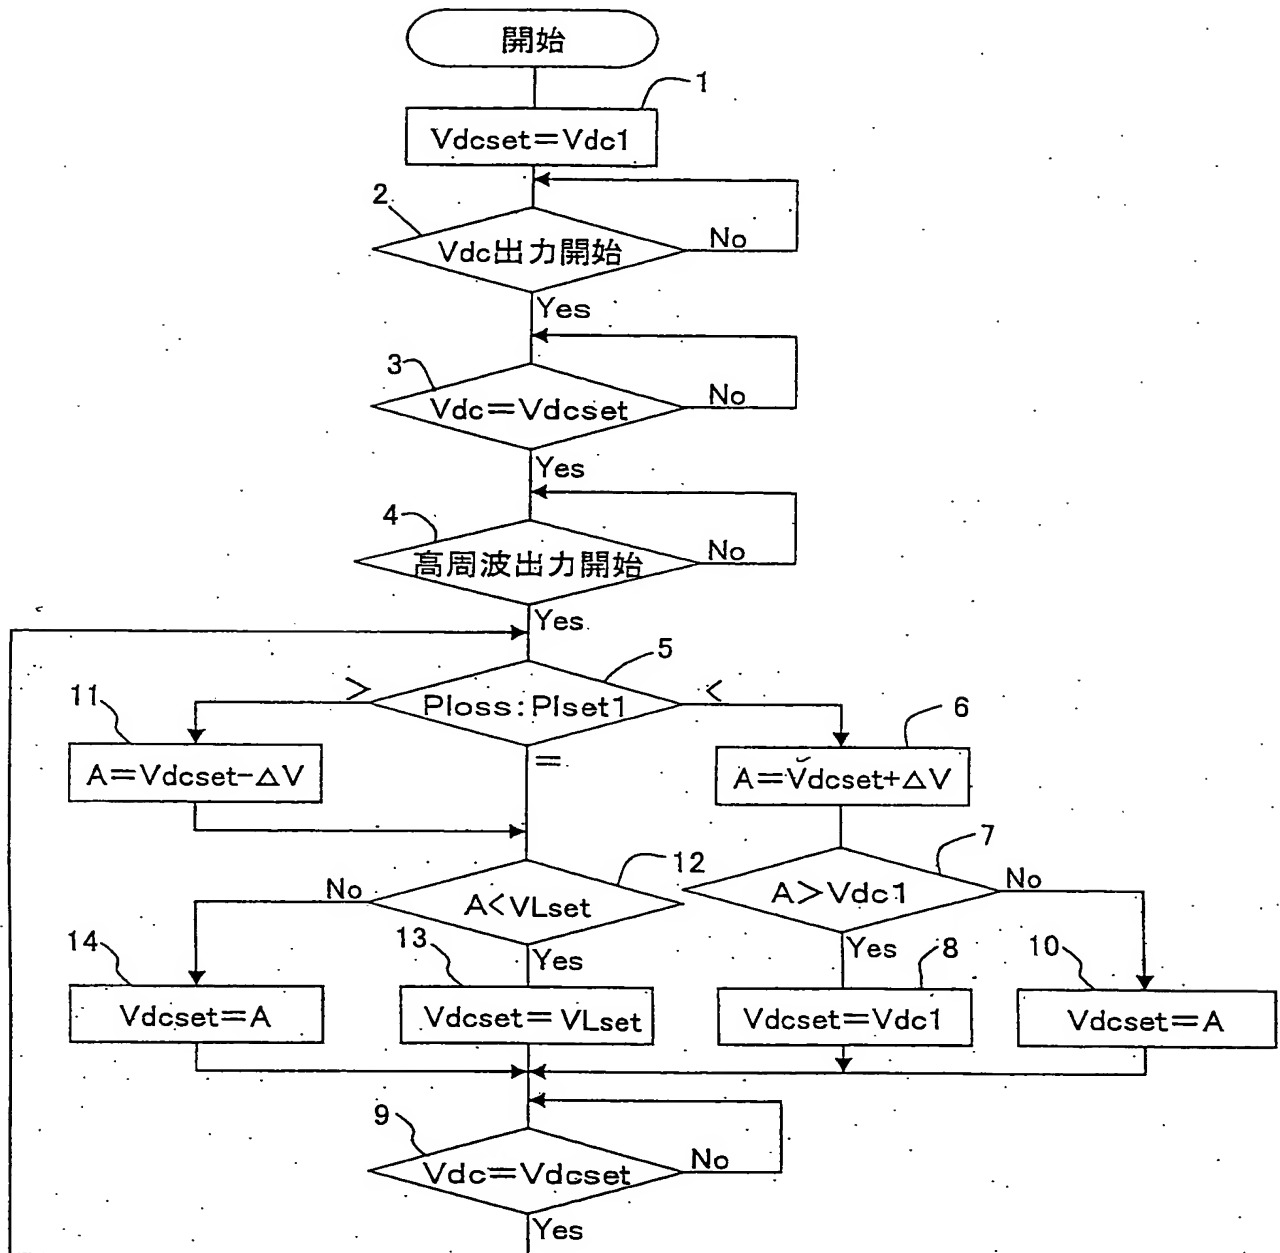 開始
1
Vdcset=Vdc1
2
Vdc出力開始
No
Yes
3
Vdc=Vdcset
No
Yes
4
高周波出力開始
No
Yes
5
Ploss:Plset1
>
<
=
11
A=Vdcset-△V
6
A=Vdcset+△V
12
A<VLset
No
Yes
7
A>Vdc1
No
Yes
14
Vdcset=A
13
Vdcset=VLset
8
Vdcset=Vdc1
10
Vdcset=A
9
Vdc=Vdcset
No
Yes